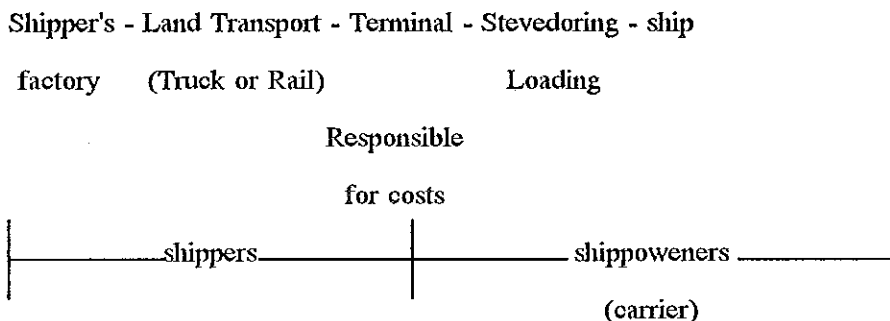 Shipper's - Land Transport - Terminal - Stevedoring - ship
factory (Truck or Rail) Loading
Responsible
for costs
shippers shippoweners
(carrier)